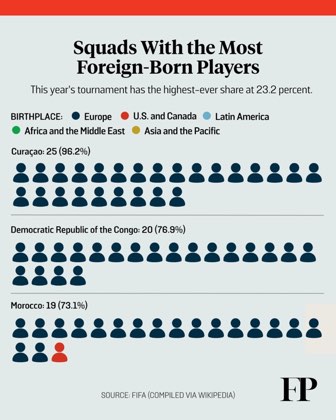 Squads With the Most
Foreign-Born Players
This year's tournament has the highest-ever share at 23.2 percent.
BIRTHPLACE: Europe U.S. and Canada Latin America
Africa and the Middle East Asia and the Pacific
Curaçao: 25 (96.2%)
Democratic Republic of the Congo: 20 (76.9%)
Morocco: 19 (73.1%)
SOURCE: FIFA (COMPILED VIA WIKIPEDIA)
FP